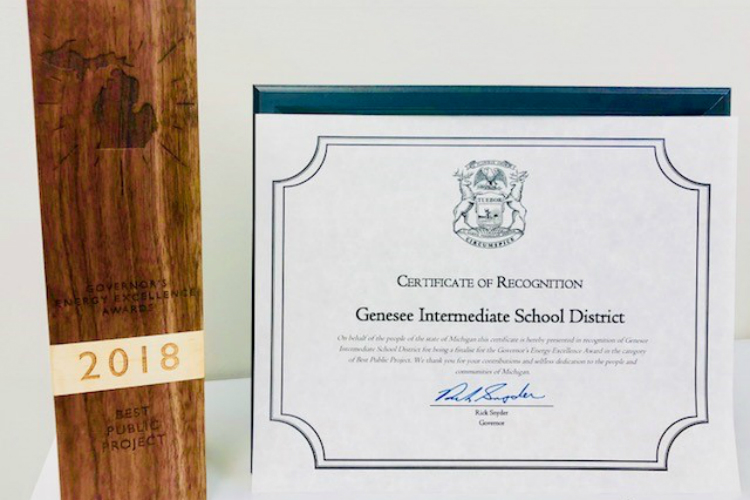 GOVERNOR'S
ENERGY EXCELLENCE
AWARDS
2018
BEST
PUBLIC
PROJECT
TUEBOR
CIRCUMSPICE
CERTIFICATE OF RECOGNITION
Genesee Intermediate School District
On behalf of the people of the state of Michigan this certificate is hereby presented in recognition of Genesee
Intermediate School District for being a finalist for the Governor's Energy Excellence Award in the category
of Best Public Project. We thank you for your contributions and selfless dedication to the people and
communities of Michigan.
Rick Snyder
Rick Snyder
Governor